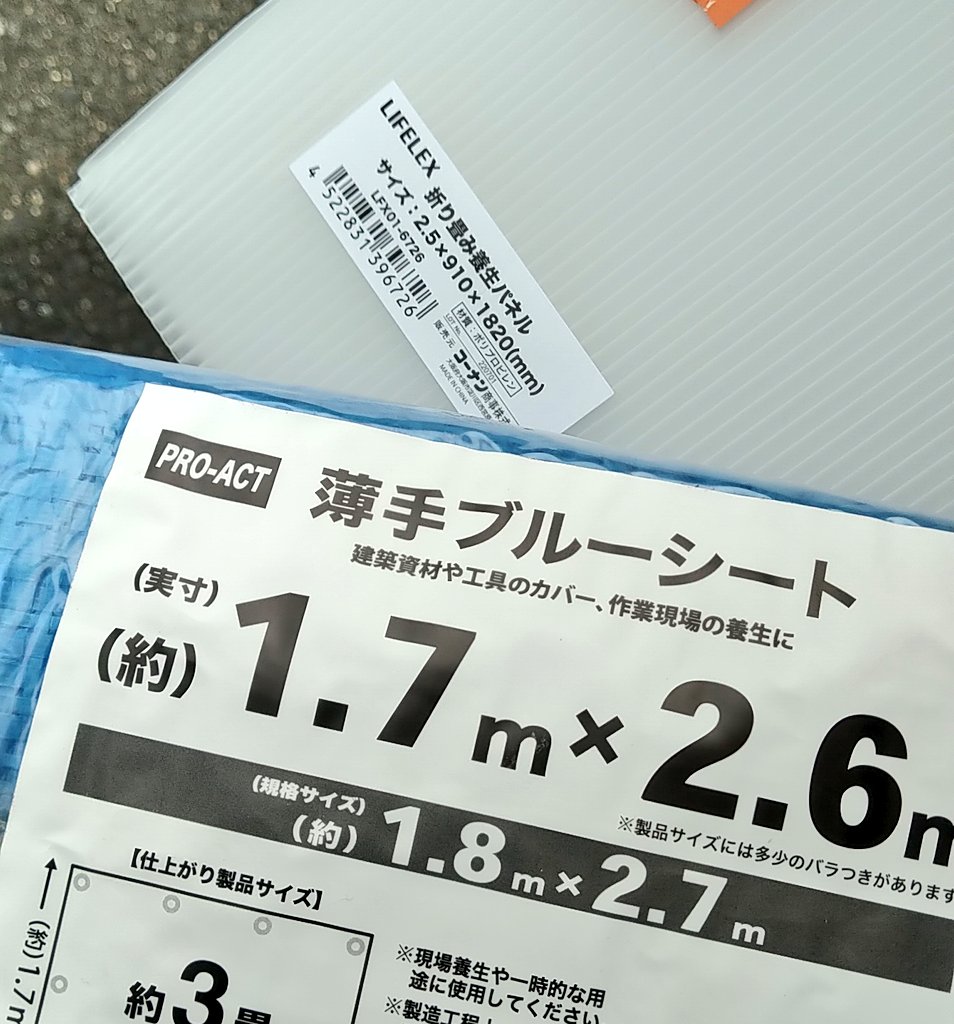 LIFELEX 折り畳み養生パネル
サイズ：2.5×910×1820(mm)
LFX01-6726
4 522831 396726
材質：ポリプロピレン
LOT No. 220701
販売元 コーナン商事株式
MADE IN CHINA
PRO-ACT
薄手ブルーシート
建築資材や工具のカバー、作業現場の養生に
(実寸)
(約) 1.7m×2.6m
※製品サイズには多少のバラつきがあります
(規格サイズ)
(約) 1.8m×2.7m
【仕上がり製品サイズ】
(約)1.7m
約3畳
※現場養生や一時的な用
途に使用してください
※製造工程